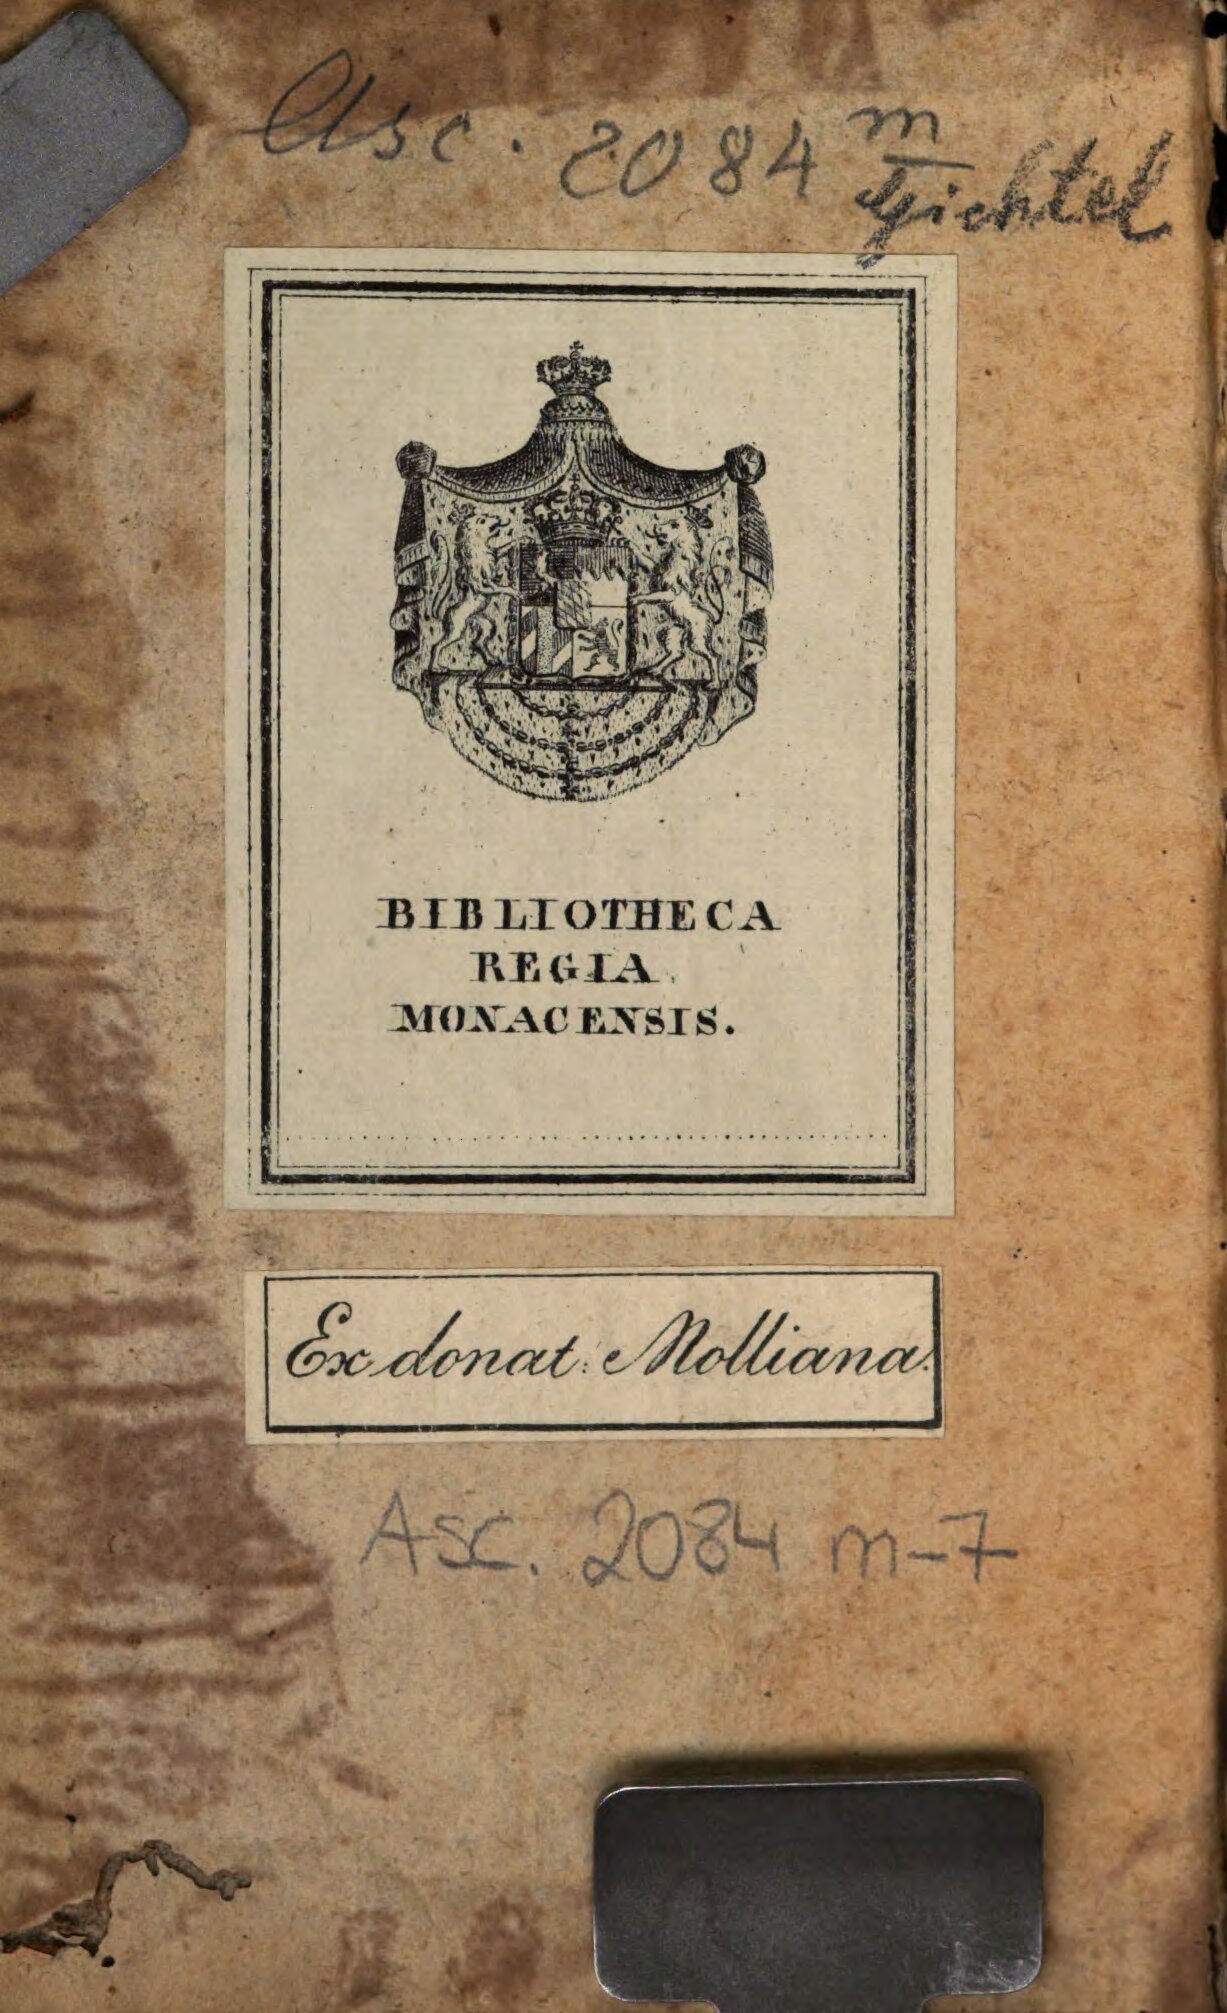 Asc. 2084 m
Gichtel
BIBLIOTHECA
REGIA
MONACENSIS.
Ex donat: Molliana.
Asc. 2084 m-7